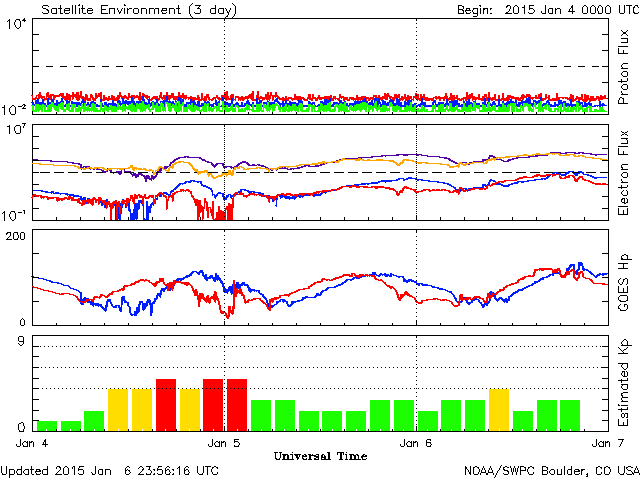 Satellite Environment (3 day) Begin: 2015 Jan 4 0000 UTC
10⁴
10⁻²
Proton Flux
10⁷
10⁻¹
Electron Flux
200
0
GOES Hp
9
0
Estimated Kp
Jan 4 Jan 5 Jan 6 Jan 7
Universal Time
Updated 2015 Jan 6 23:56:16 UTC NOAA/SWPC Boulder, CO USA